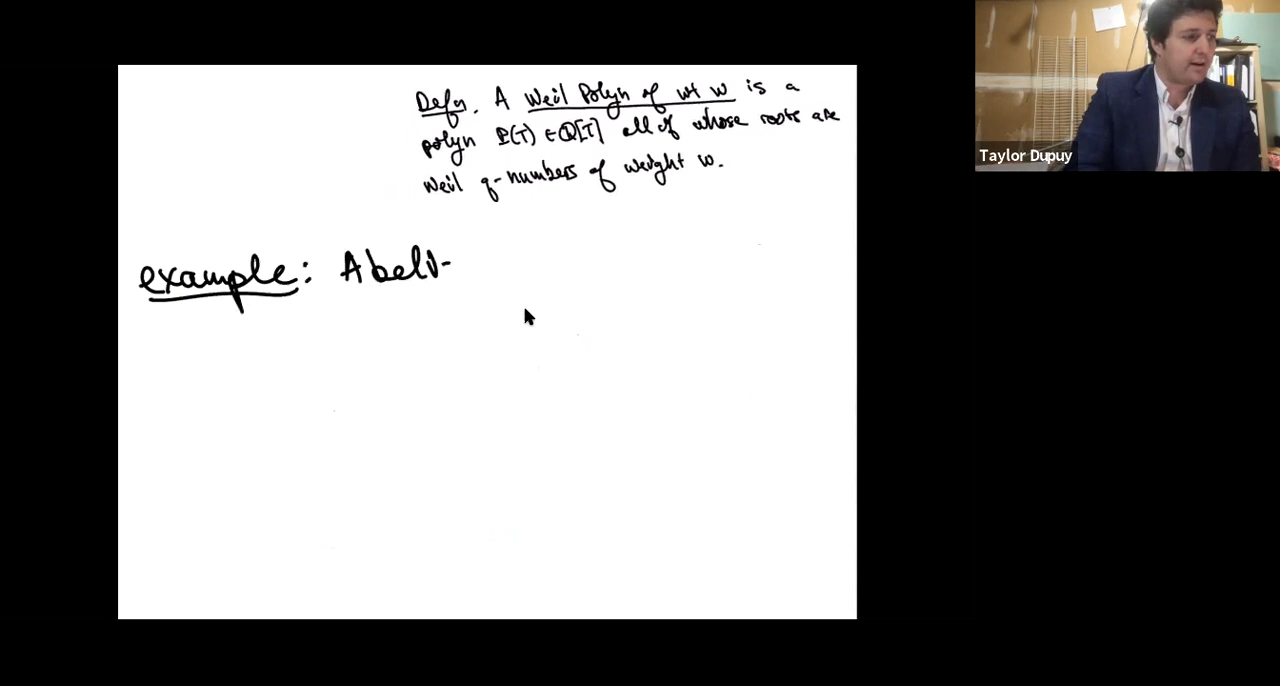 Defn. A Weil Polyn of wt w is a
polyn P(T) ∈ ℚ[T] all of whose roots are
Weil q-numbers of weight w.
example:
Taylor Dupuy